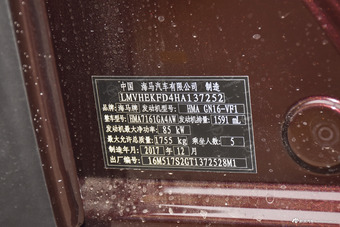 中国 海马汽车有限公司 制造
LMVHEKFD4HA137252
品牌:海马牌 发动机型号: HMA GN16-VF1
整车型号:HMA7161GA4AW 发动机排量: 1591 mL
发动机最大净功率: 85 kW
最大允许总质量: 1755 kg 乘坐人数: 5
制造年月: 2017 年 12 月
出厂编号: 16M517S2GT1372528M1